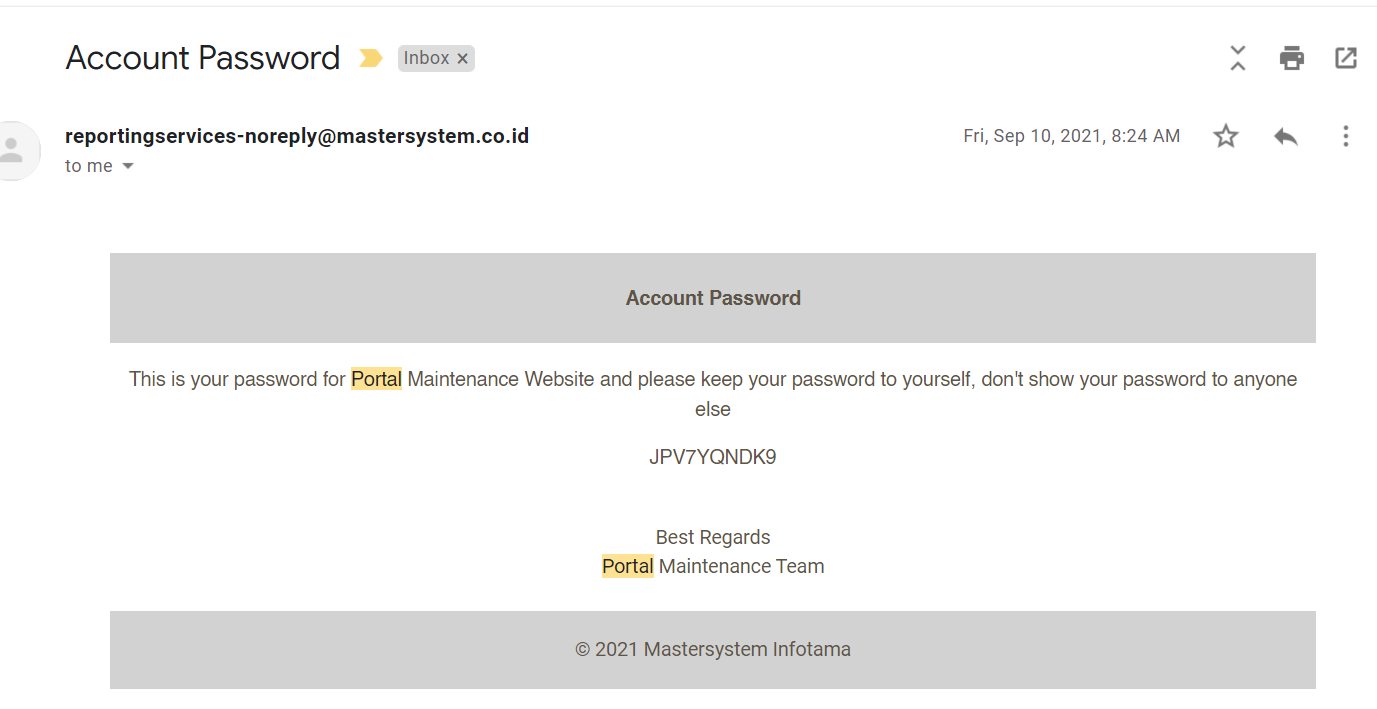 Account Password Inbox ×
reportingservices-noreply@mastersystem.co.id Fri, Sep 10, 2021, 8:24 AM
to me
Account Password
This is your password for Portal Maintenance Website and please keep your password to yourself, don't show your password to anyone
else
JPV7YQNDK9
Best Regards
Portal Maintenance Team
© 2021 Mastersystem Infotama